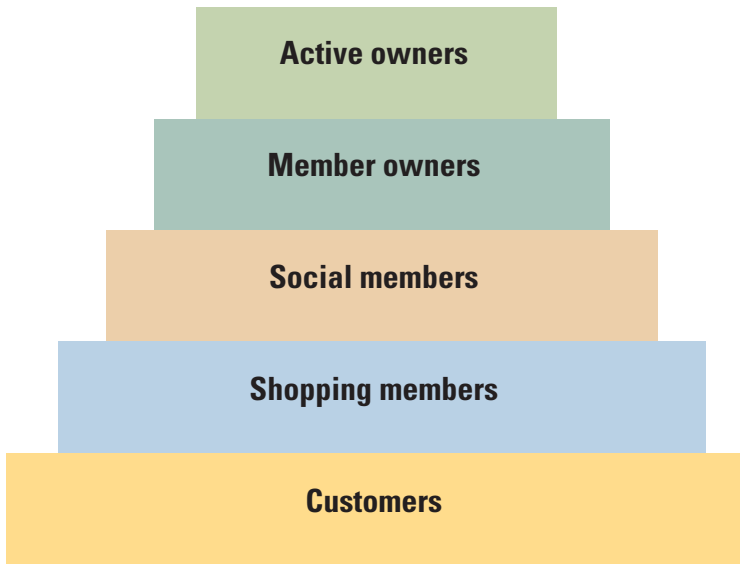 Active owners
Member owners
Social members
Shopping members
Customers